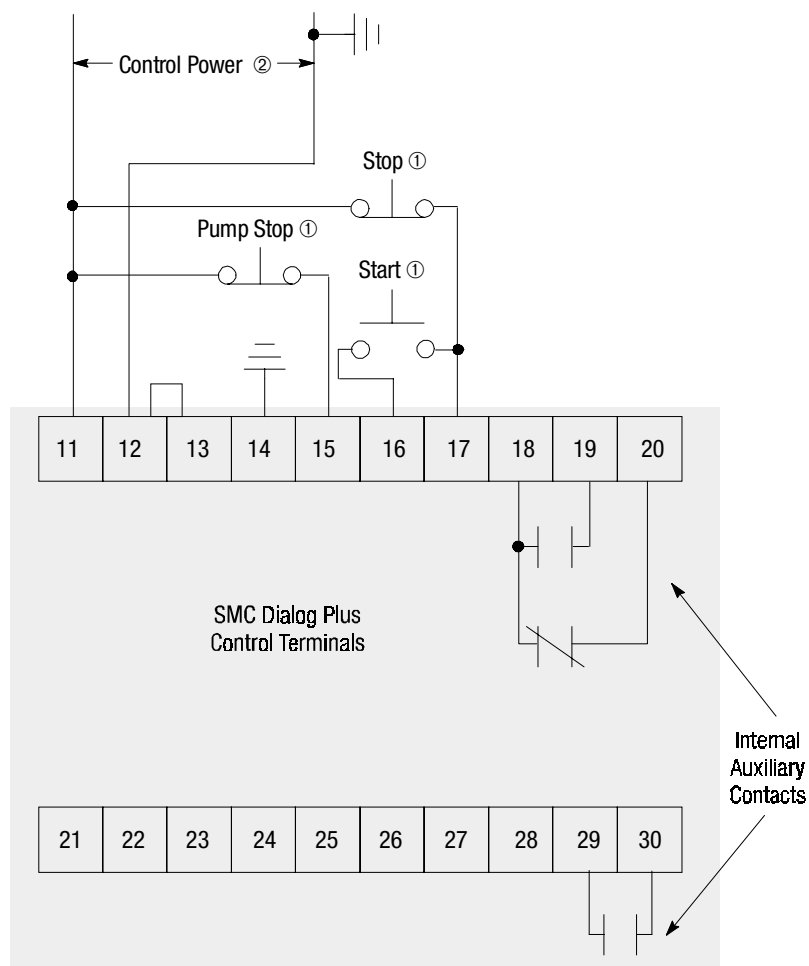 Control Power ②
Stop ①
Pump Stop ①
Start ①
11 12 13 14 15 16 17 18 19 20
SMC Dialog Plus
Control Terminals
Internal
Auxiliary
Contacts
21 22 23 24 25 26 27 28 29 30